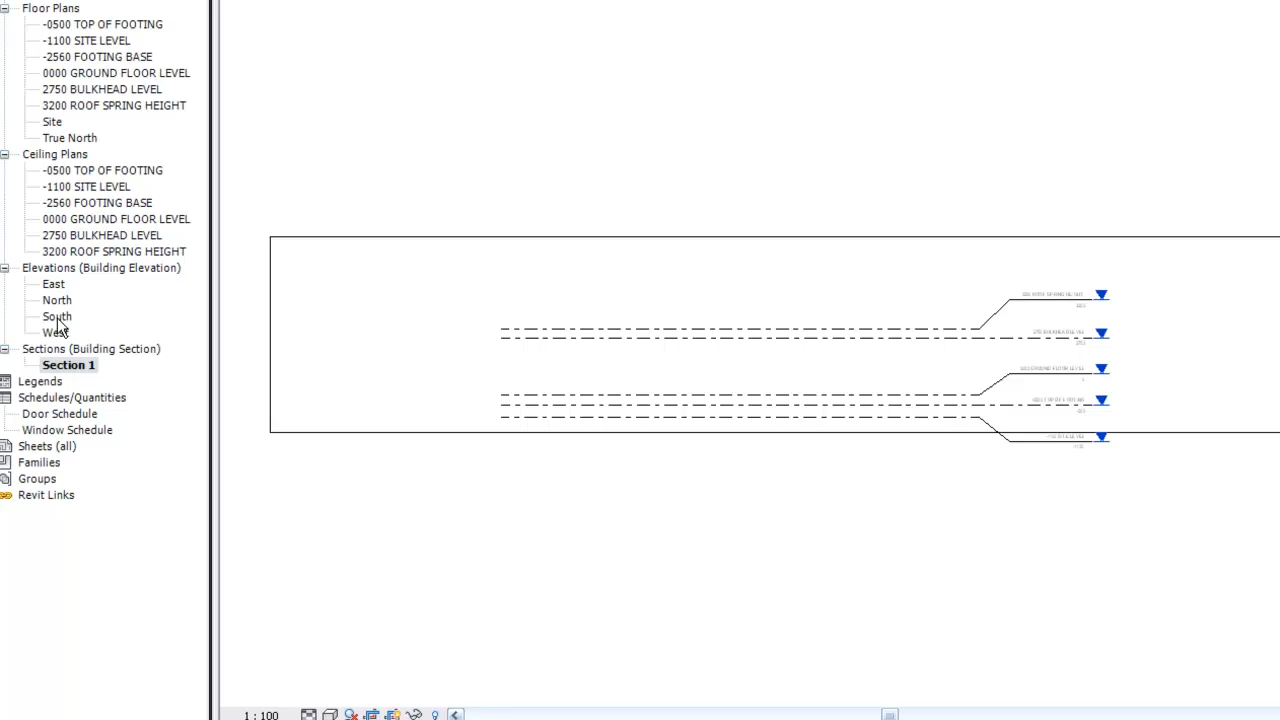 Floor Plans
-0500 TOP OF FOOTING
-1100 SITE LEVEL
-2560 FOOTING BASE
0000 GROUND FLOOR LEVEL
2750 BULKHEAD LEVEL
3200 ROOF SPRING HEIGHT
Site
True North
Ceiling Plans
-0500 TOP OF FOOTING
-1100 SITE LEVEL
-2560 FOOTING BASE
0000 GROUND FLOOR LEVEL
2750 BULKHEAD LEVEL
3200 ROOF SPRING HEIGHT
Elevations (Building Elevation)
East
North
South
West
Sections (Building Section)
Section 1
Legends
Schedules/Quantities
Door Schedule
Window Schedule
Sheets (all)
Families
Groups
Revit Links
1 : 100